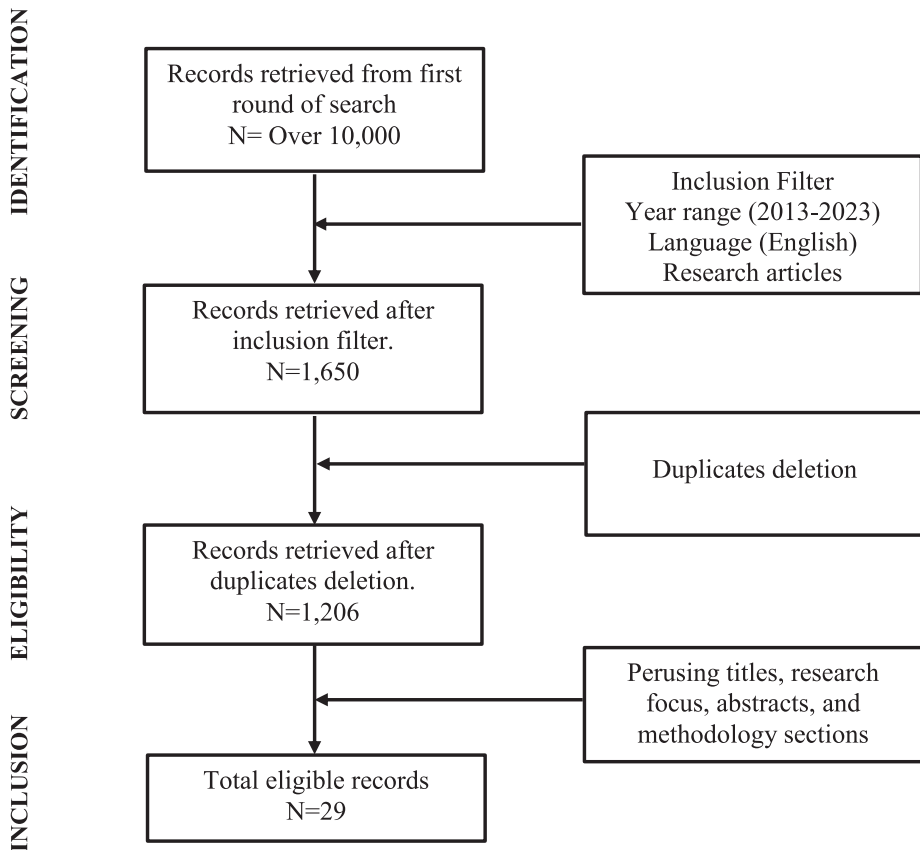 IDENTIFICATION
Records retrieved from first
round of search
N= Over 10,000
Inclusion Filter
Year range (2013-2023)
Language (English)
Research articles
SCREENING
Records retrieved after
inclusion filter.
N=1,650
Duplicates deletion
ELIGIBILITY
Records retrieved after
duplicates deletion.
N=1,206
Perusing titles, research
focus, abstracts, and
methodology sections
INCLUSION
Total eligible records
N=29